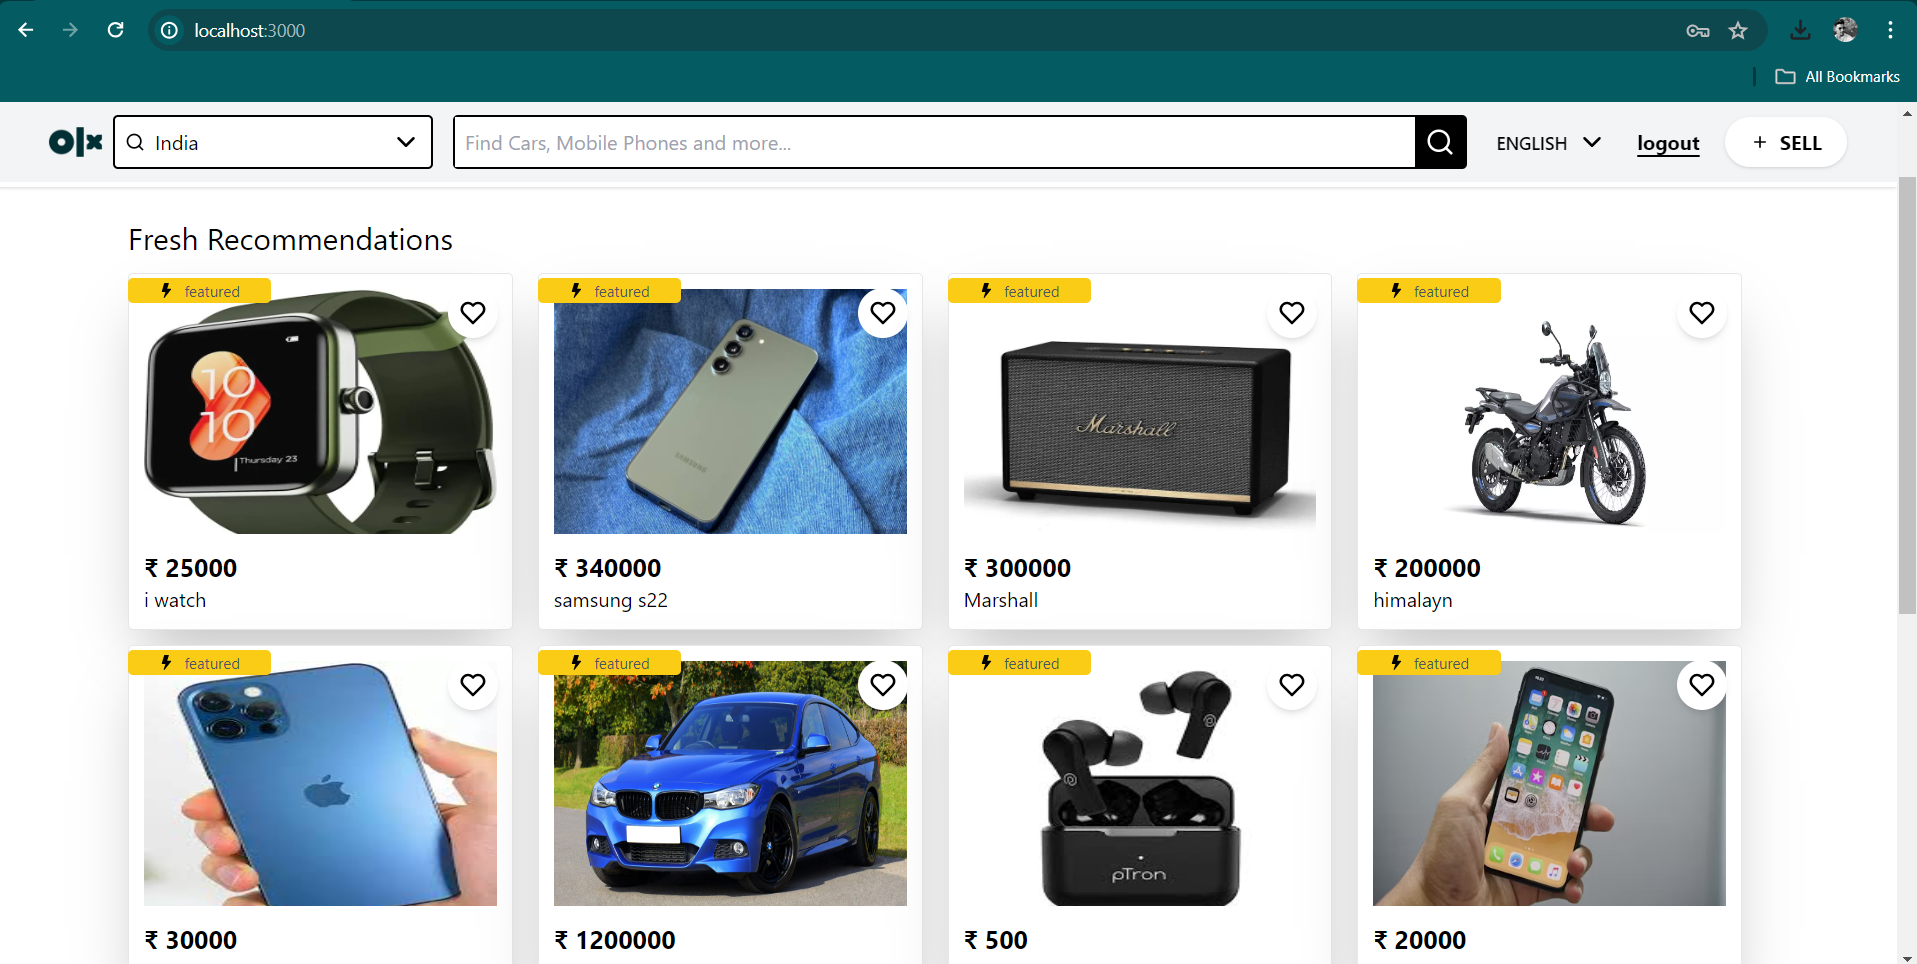 localhost:3000
All Bookmarks
olx
India
Find Cars, Mobile Phones and more...
ENGLISH
logout
+ SELL
Fresh Recommendations
featured
10
10
Thursday 23
₹ 25000
i watch
featured
SAMSUNG
₹ 340000
samsung s22
featured
Marshall
₹ 300000
Marshall
featured
₹ 200000
himalayn
featured
₹ 30000
featured
₹ 1200000
featured
pTron
₹ 500
featured
₹ 20000